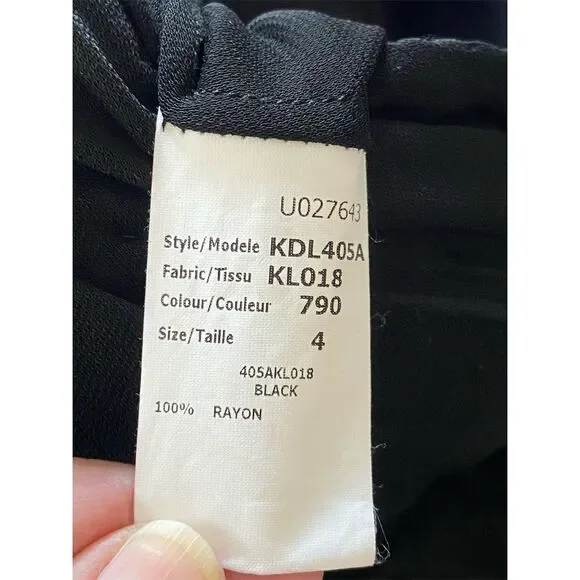 U027643
Style/Modele KDL405A
Fabric/Tissu KL018
Colour/Couleur 790
Size/Taille 4
405AKL018
BLACK
100% RAYON